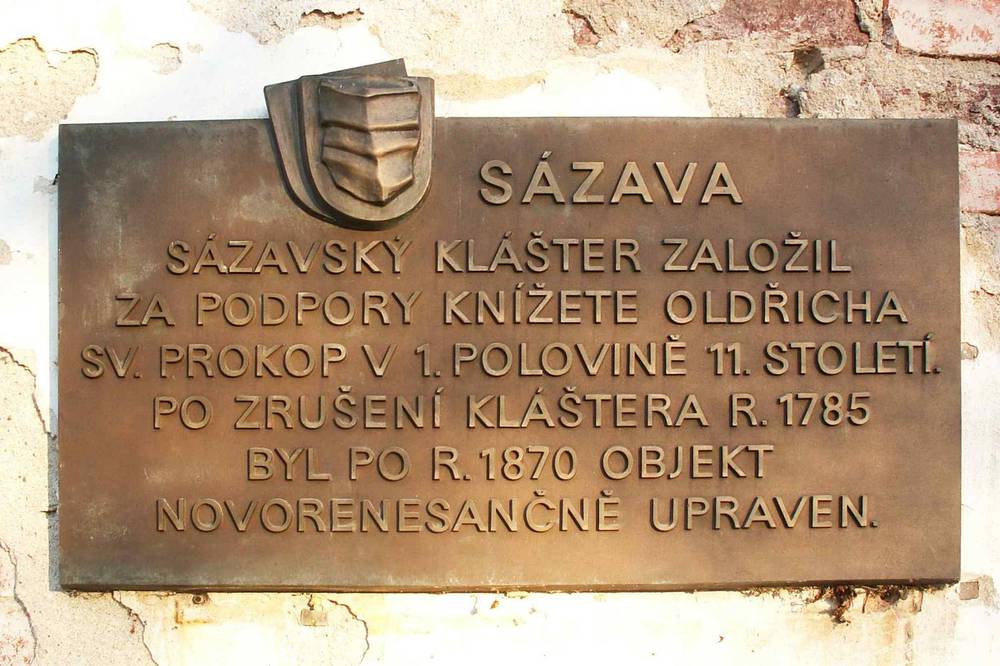 SÁZAVA
SÁZAVSKÝ KLÁŠTER ZALOŽIL
ZA PODPORY KNÍŽETE OLDŘICHA
SV. PROKOP V 1. POLOVINĚ 11. STOLETÍ.
PO ZRUŠENÍ KLÁŠTERA R. 1785
BYL PO R. 1870 OBJEKT
NOVORENESANČNĚ UPRAVEN.